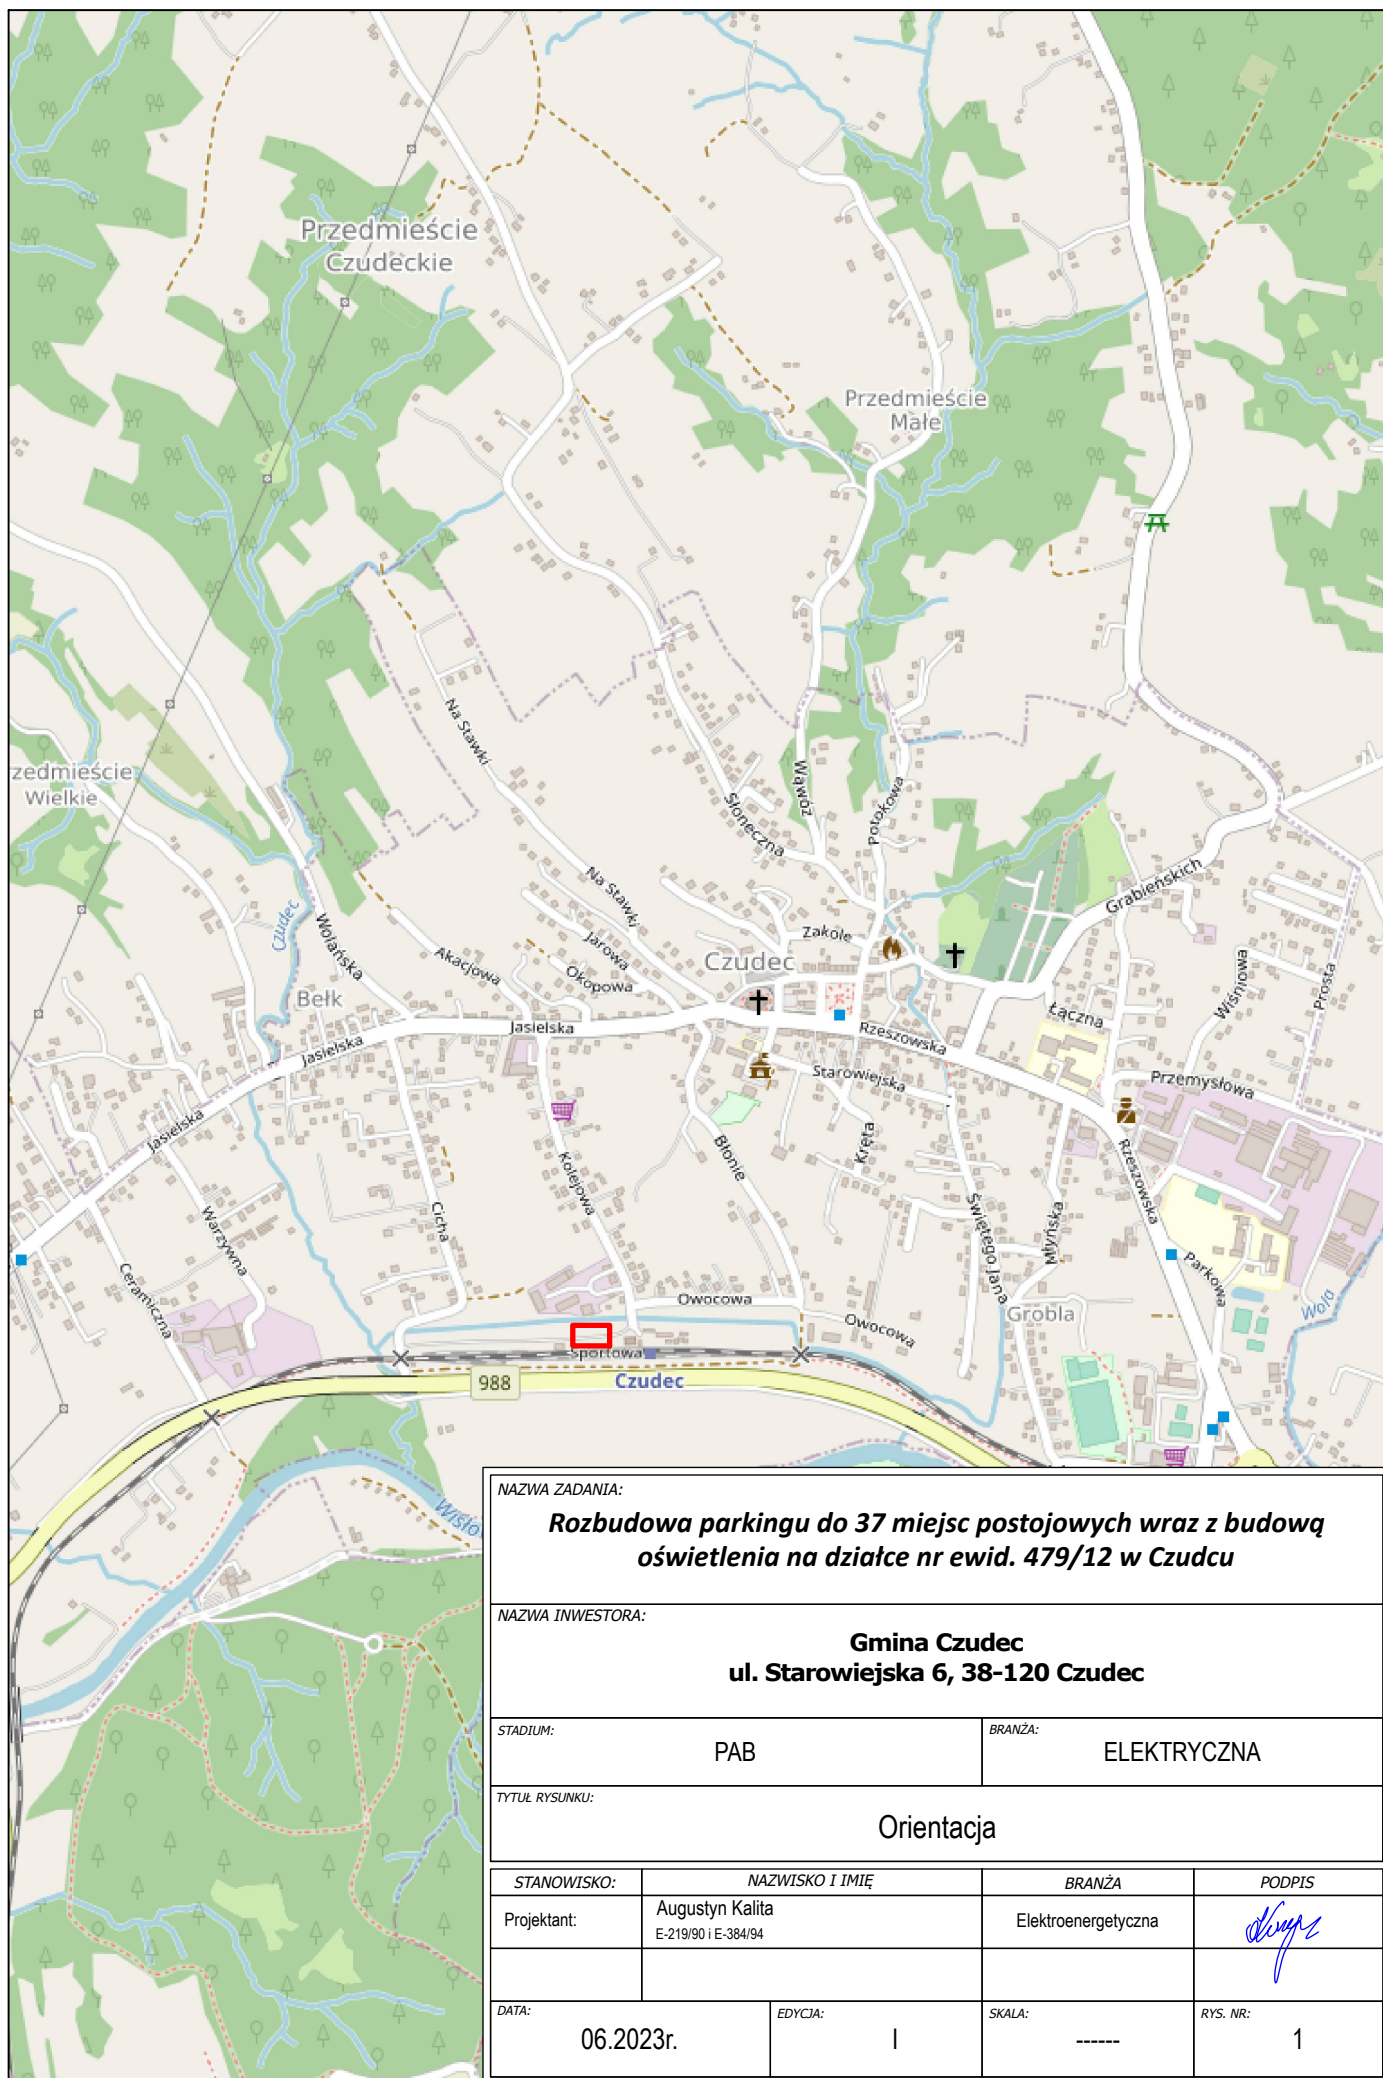 Przedmieście
Czudeckie
Przedmieście
Małe
zedmieście
Wielkie
Na Stawki
Słoneczna
Wąwóz
Potokowa
Grabieńskich
Na Stawki
Czudec
Wolańska
Akacjowa
Jarowa
Okopowa
Zakole
Czudec
Bełk
Jasielska
Jasielska
Jasielska
Rzeszowska
Łączna
Wiśniowa
Prosta
Starowiejska
Przemysłowa
Kręta
Błonie
Kolejowa
Cicha
Warzywna
Ceramiczna
Świętego Jana
Młyńska
Rzeszowska
Parkowa
Wola
Grobla
Owocowa
Owocowa
Sportowa
988
Czudec
Wisło
NAZWA ZADANIA:
Rozbudowa parkingu do 37 miejsc postojowych wraz z budową
oświetlenia na działce nr ewid. 479/12 w Czudcu
NAZWA INWESTORA:
Gmina Czudec
ul. Starowiejska 6, 38-120 Czudec
STADIUM:
PAB
BRANŻA:
ELEKTRYCZNA
TYTUŁ RYSUNKU:
Orientacja
STANOWISKO:
NAZWISKO I IMIĘ
BRANŻA
PODPIS
Projektant:
Augustyn Kalita
E-219/90 i E-384/94
Elektroenergetyczna
DATA:
06.2023r.
EDYCJA:
I
SKALA:
------
RYS. NR:
1